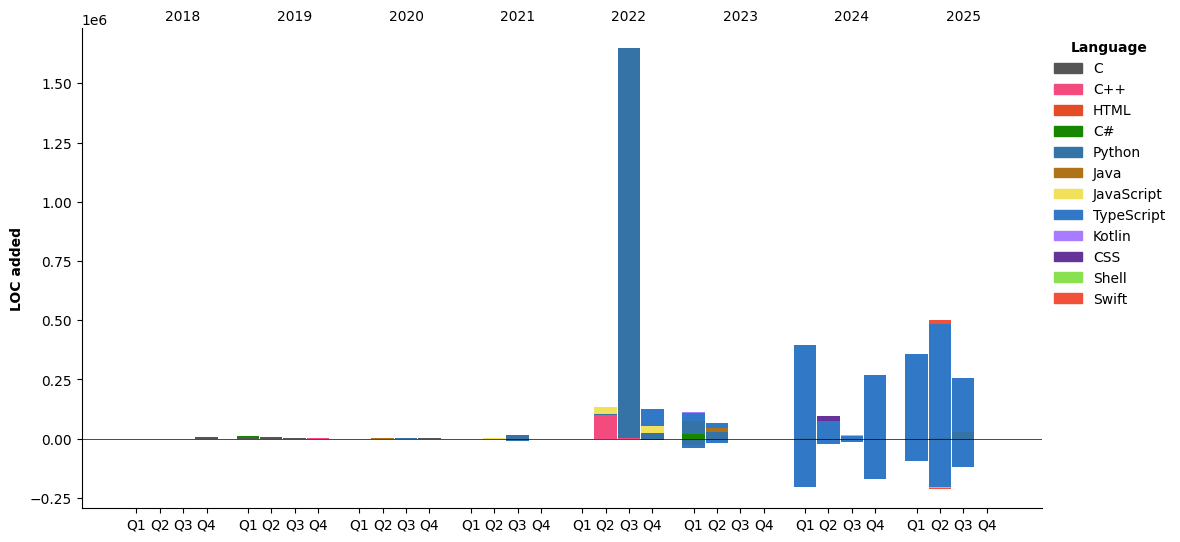 1e6
2018 2019 2020 2021 2022 2023 2024 2025
LOC added
1.50
1.25
1.00
0.75
0.50
0.25
0.00
−0.25
Q1 Q2 Q3 Q4 Q1 Q2 Q3 Q4 Q1 Q2 Q3 Q4 Q1 Q2 Q3 Q4 Q1 Q2 Q3 Q4 Q1 Q2 Q3 Q4 Q1 Q2 Q3 Q4 Q1 Q2 Q3 Q4
Language
C
C++
HTML
C#
Python
Java
JavaScript
TypeScript
Kotlin
CSS
Shell
Swift